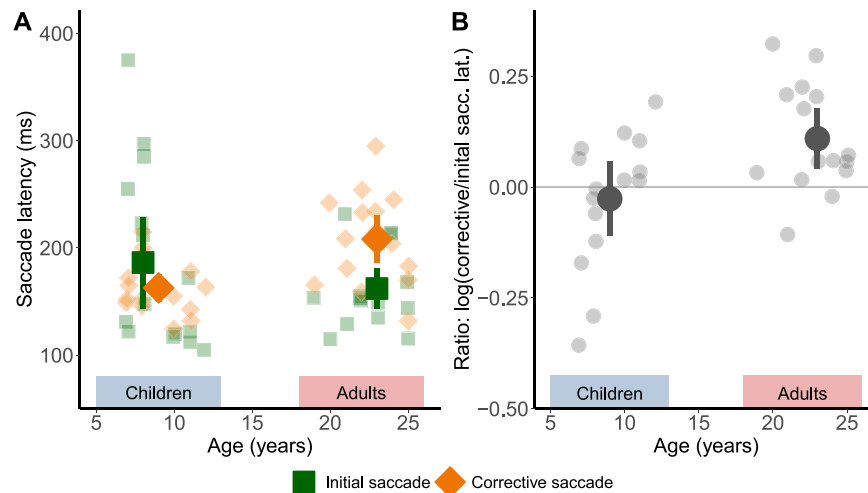 A
Saccade latency (ms)
400
300
200
100
Children
Adults
5
10
15
20
25
Age (years)
B
Ratio: log(corrective/inital sacc. lat.)
0.25
0.00
−0.25
−0.50
Children
Adults
5
10
15
20
25
Age (years)
Initial saccade
Corrective saccade